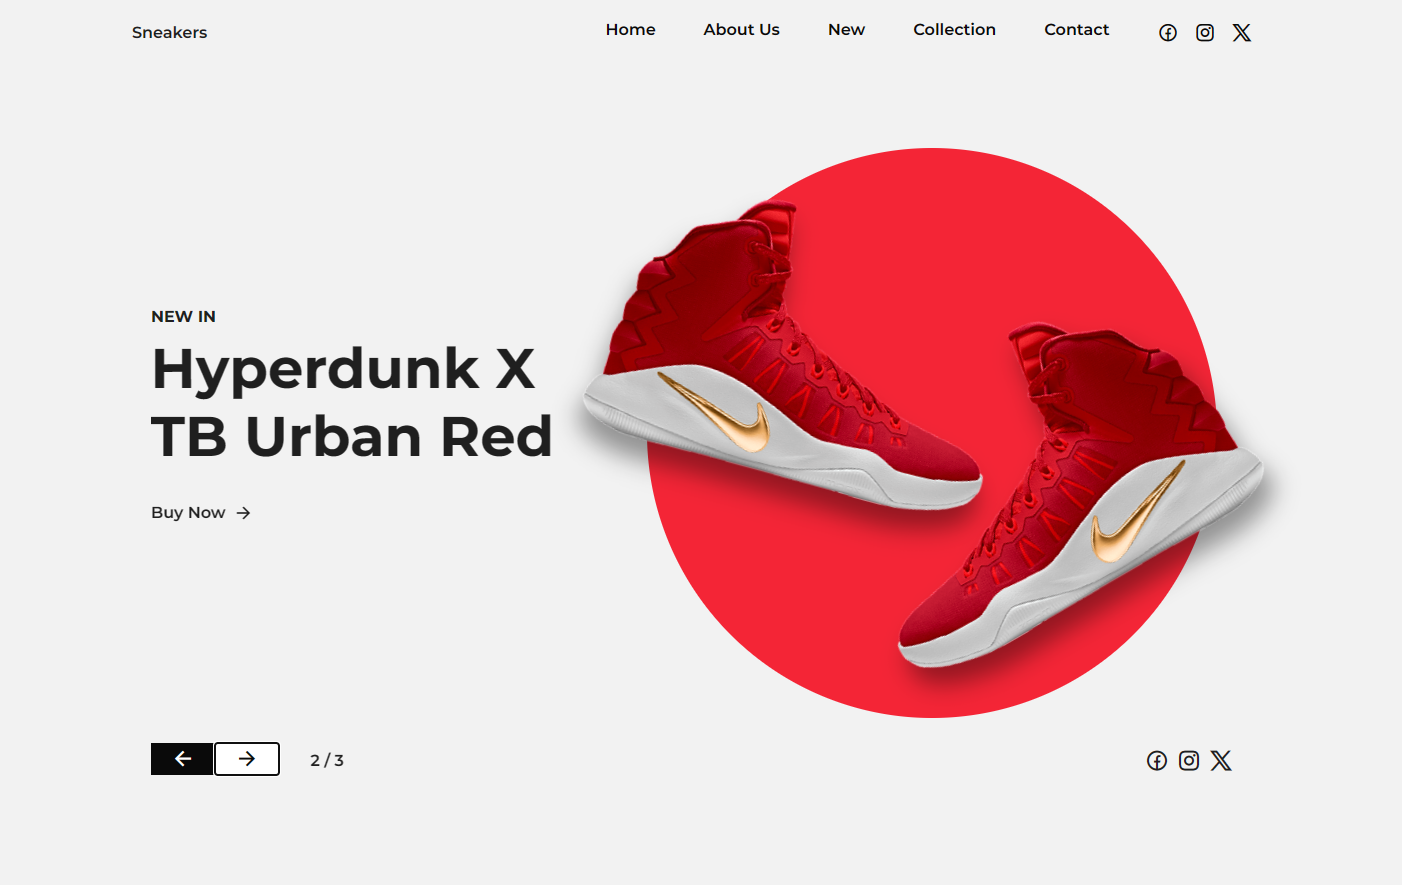 Sneakers
Home About Us New Collection Contact
NEW IN
Hyperdunk X
TB Urban Red
Buy Now
2 / 3